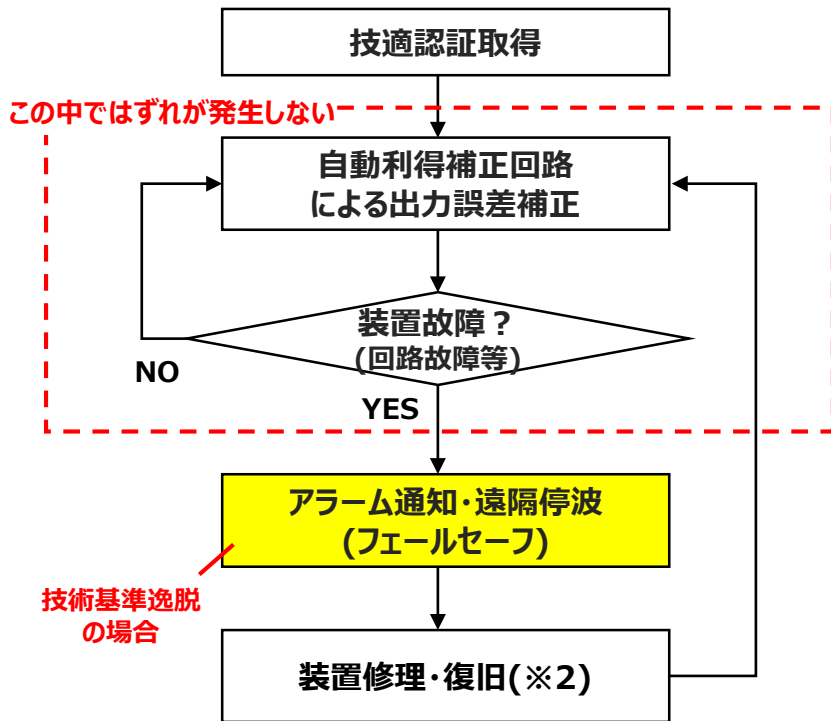 技適認証取得
この中ではずれが発生しない
自動利得補正回路
による出力誤差補正
装置故障？
(回路故障等)
NO
YES
アラーム通知・遠隔停波
(フェールセーフ)
技術基準逸脱
の場合
装置修理・復旧(※2)